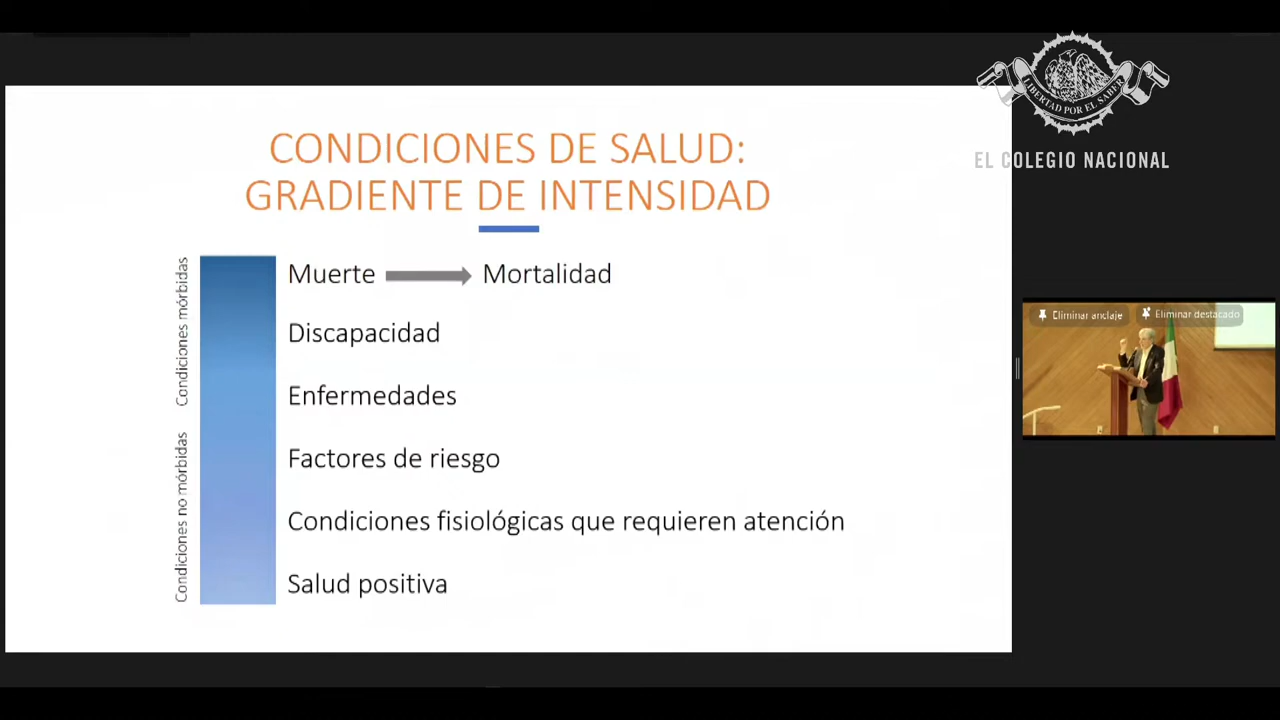 LIBERTAD POR EL SABER
EL COLEGIO NACIONAL
CONDICIONES DE SALUD:
GRADIENTE DE INTENSIDAD
Condiciones mórbidas
Muerte
Mortalidad
Discapacidad
Enfermedades
Condiciones no mórbidas
Factores de riesgo
Condiciones fisiológicas que requieren atención
Salud positiva
Eliminar anclaje
Eliminar destacado